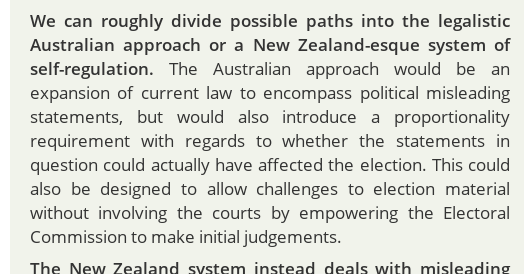 We can roughly divide possible paths into the legalistic
Australian approach or a New Zealand-esque system of
self-regulation. The Australian approach would be an
expansion of current law to encompass political misleading
statements, but would also introduce a proportionality
requirement with regards to whether the statements in
question could actually have affected the election. This could
also be designed to allow challenges to election material
without involving the courts by empowering the Electoral
Commission to make initial judgements.
The New Zealand system instead deals with misleading